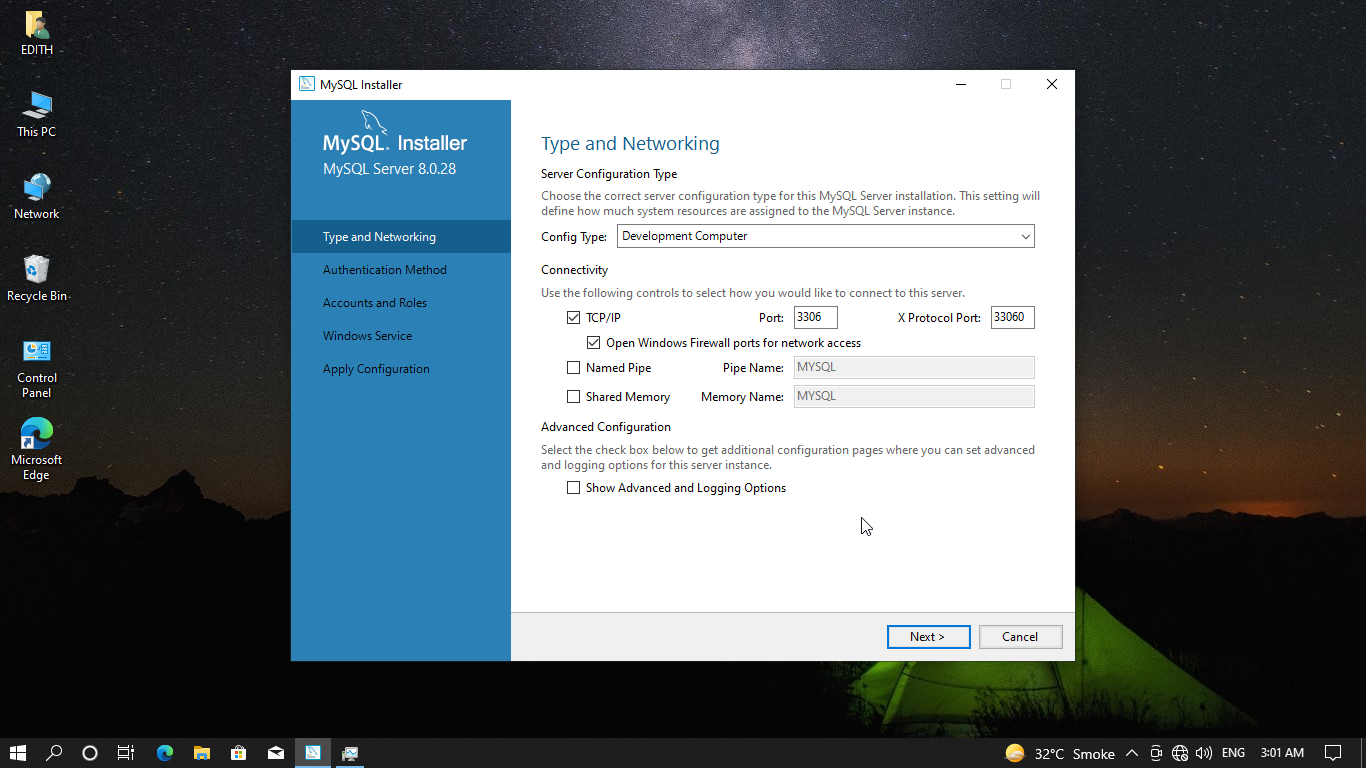 EDITH
This PC
Network
Recycle Bin
Control
Panel
Microsoft
Edge
MySQL Installer
MySQL. Installer
MySQL Server 8.0.28
Type and Networking
Authentication Method
Accounts and Roles
Windows Service
Apply Configuration
Type and Networking
Server Configuration Type
Choose the correct server configuration type for this MySQL Server installation. This setting will
define how much system resources are assigned to the MySQL Server instance.
Config Type: Development Computer
Connectivity
Use the following controls to select how you would like to connect to this server.
TCP/IP Port: 3306 X Protocol Port: 33060
Open Windows Firewall ports for network access
Named Pipe Pipe Name: MYSQL
Shared Memory Memory Name: MYSQL
Advanced Configuration
Select the check box below to get additional configuration pages where you can set advanced
and logging options for this server instance.
Show Advanced and Logging Options
Next > Cancel
32°C Smoke ENG 3:01 AM